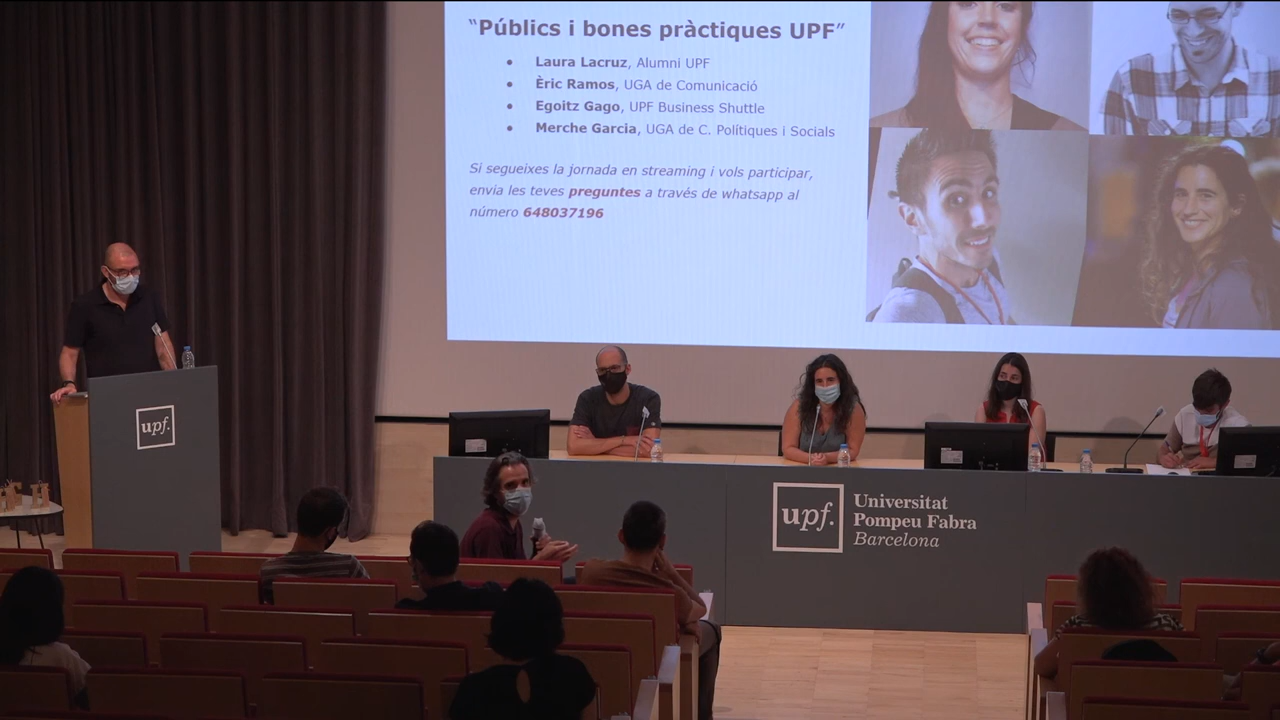 “Públics i bones pràctiques UPF”
• Laura Lacruz, Alumni UPF
• Èric Ramos, UGA de Comunicació
• Egoitz Gago, UPF Business Shuttle
• Merche Garcia, UGA de C. Polítiques i Socials
Si segueixes la jornada en streaming i vols participar,
envia les teves preguntes a través de whatsapp al
número 648037196
upf.
upf.
Universitat
Pompeu Fabra
Barcelona